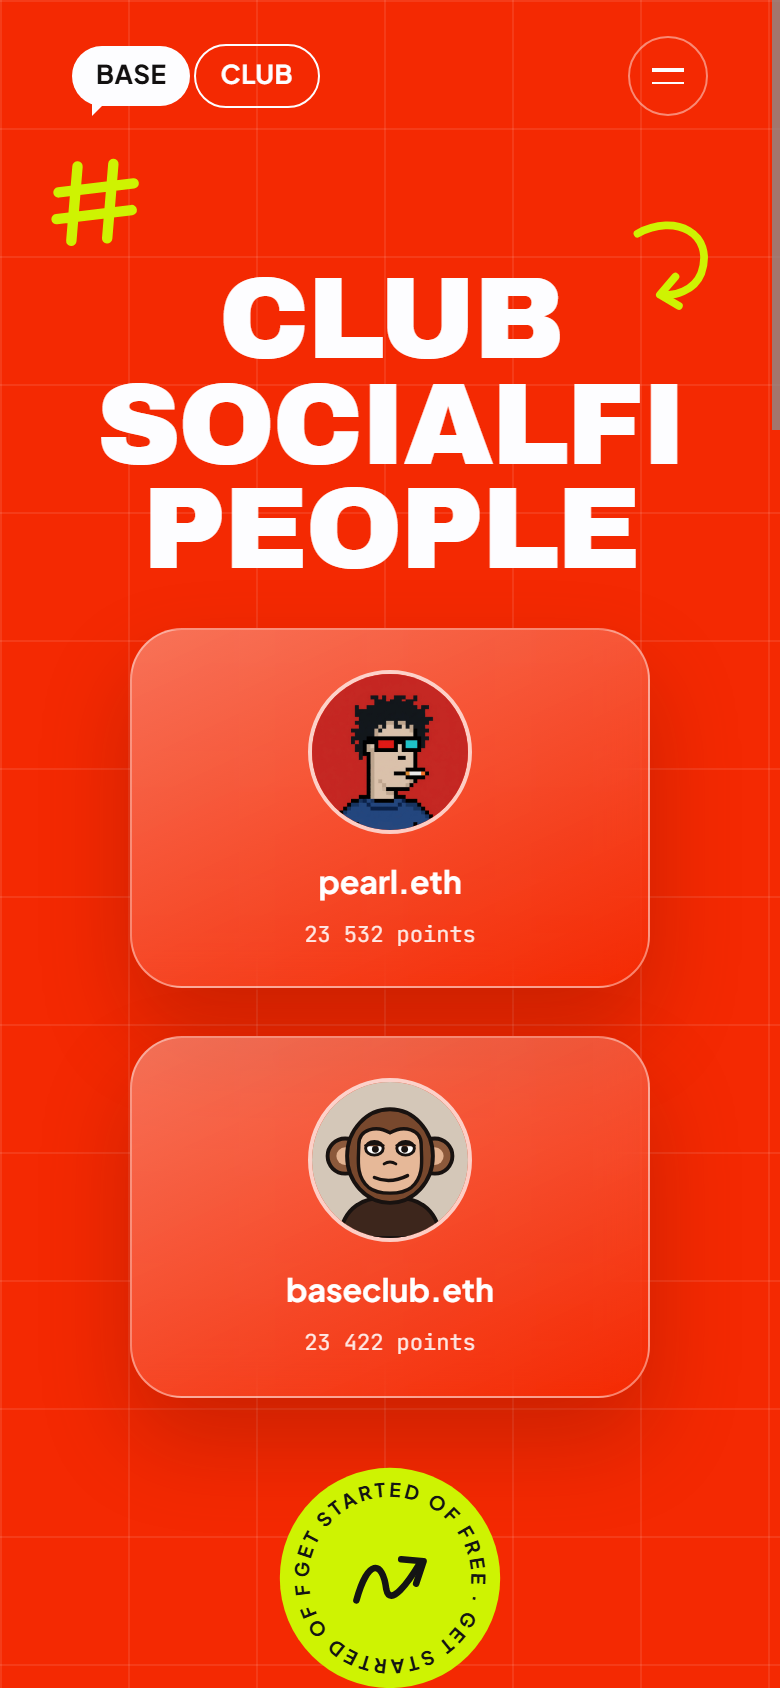 BASE CLUB
#
CLUB
SOCIALFI
PEOPLE
pearl.eth
23 532 points
baseclub.eth
23 422 points
GET STARTED OF FREE · GET STARTED OF F